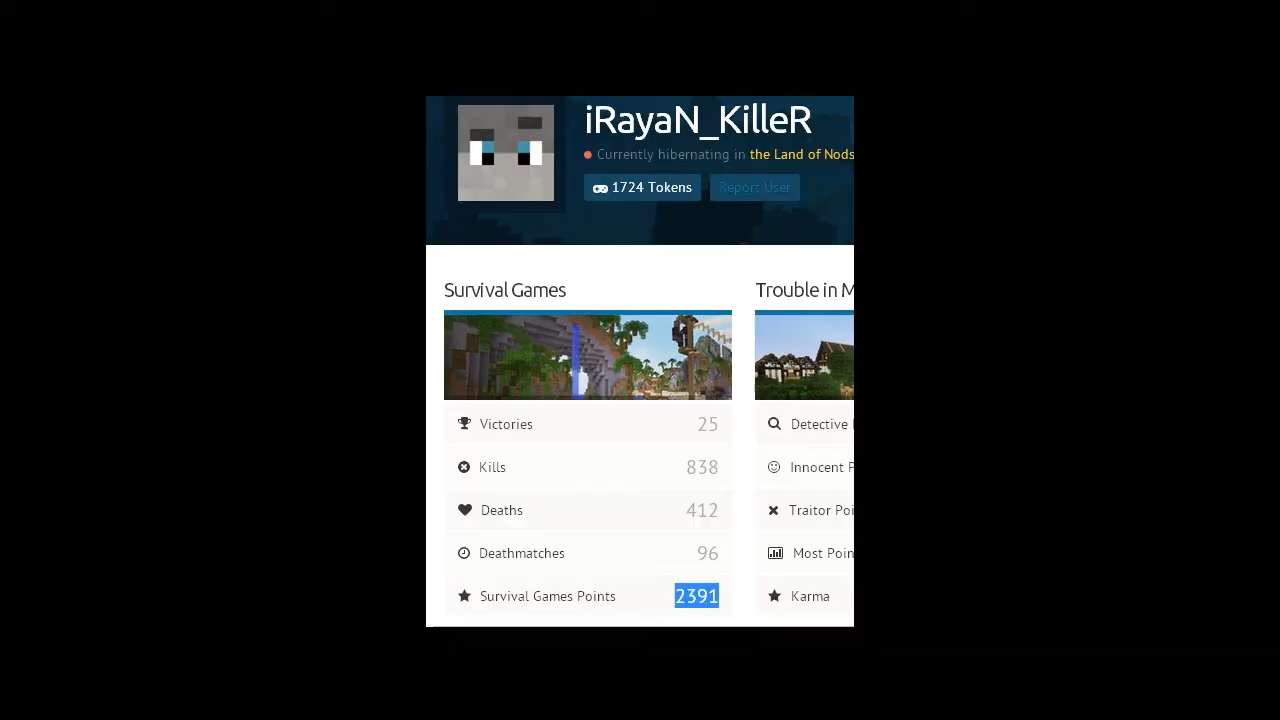 iRayaN_KilleR
Currently hibernating in the Land of Nods
1724 Tokens
Report User
Survival Games
Victories 25
Kills 838
Deaths 412
Deathmatches 96
Survival Games Points 2391
Trouble in M
Detective
Innocent P
Traitor Poi
Most Poin
Karma